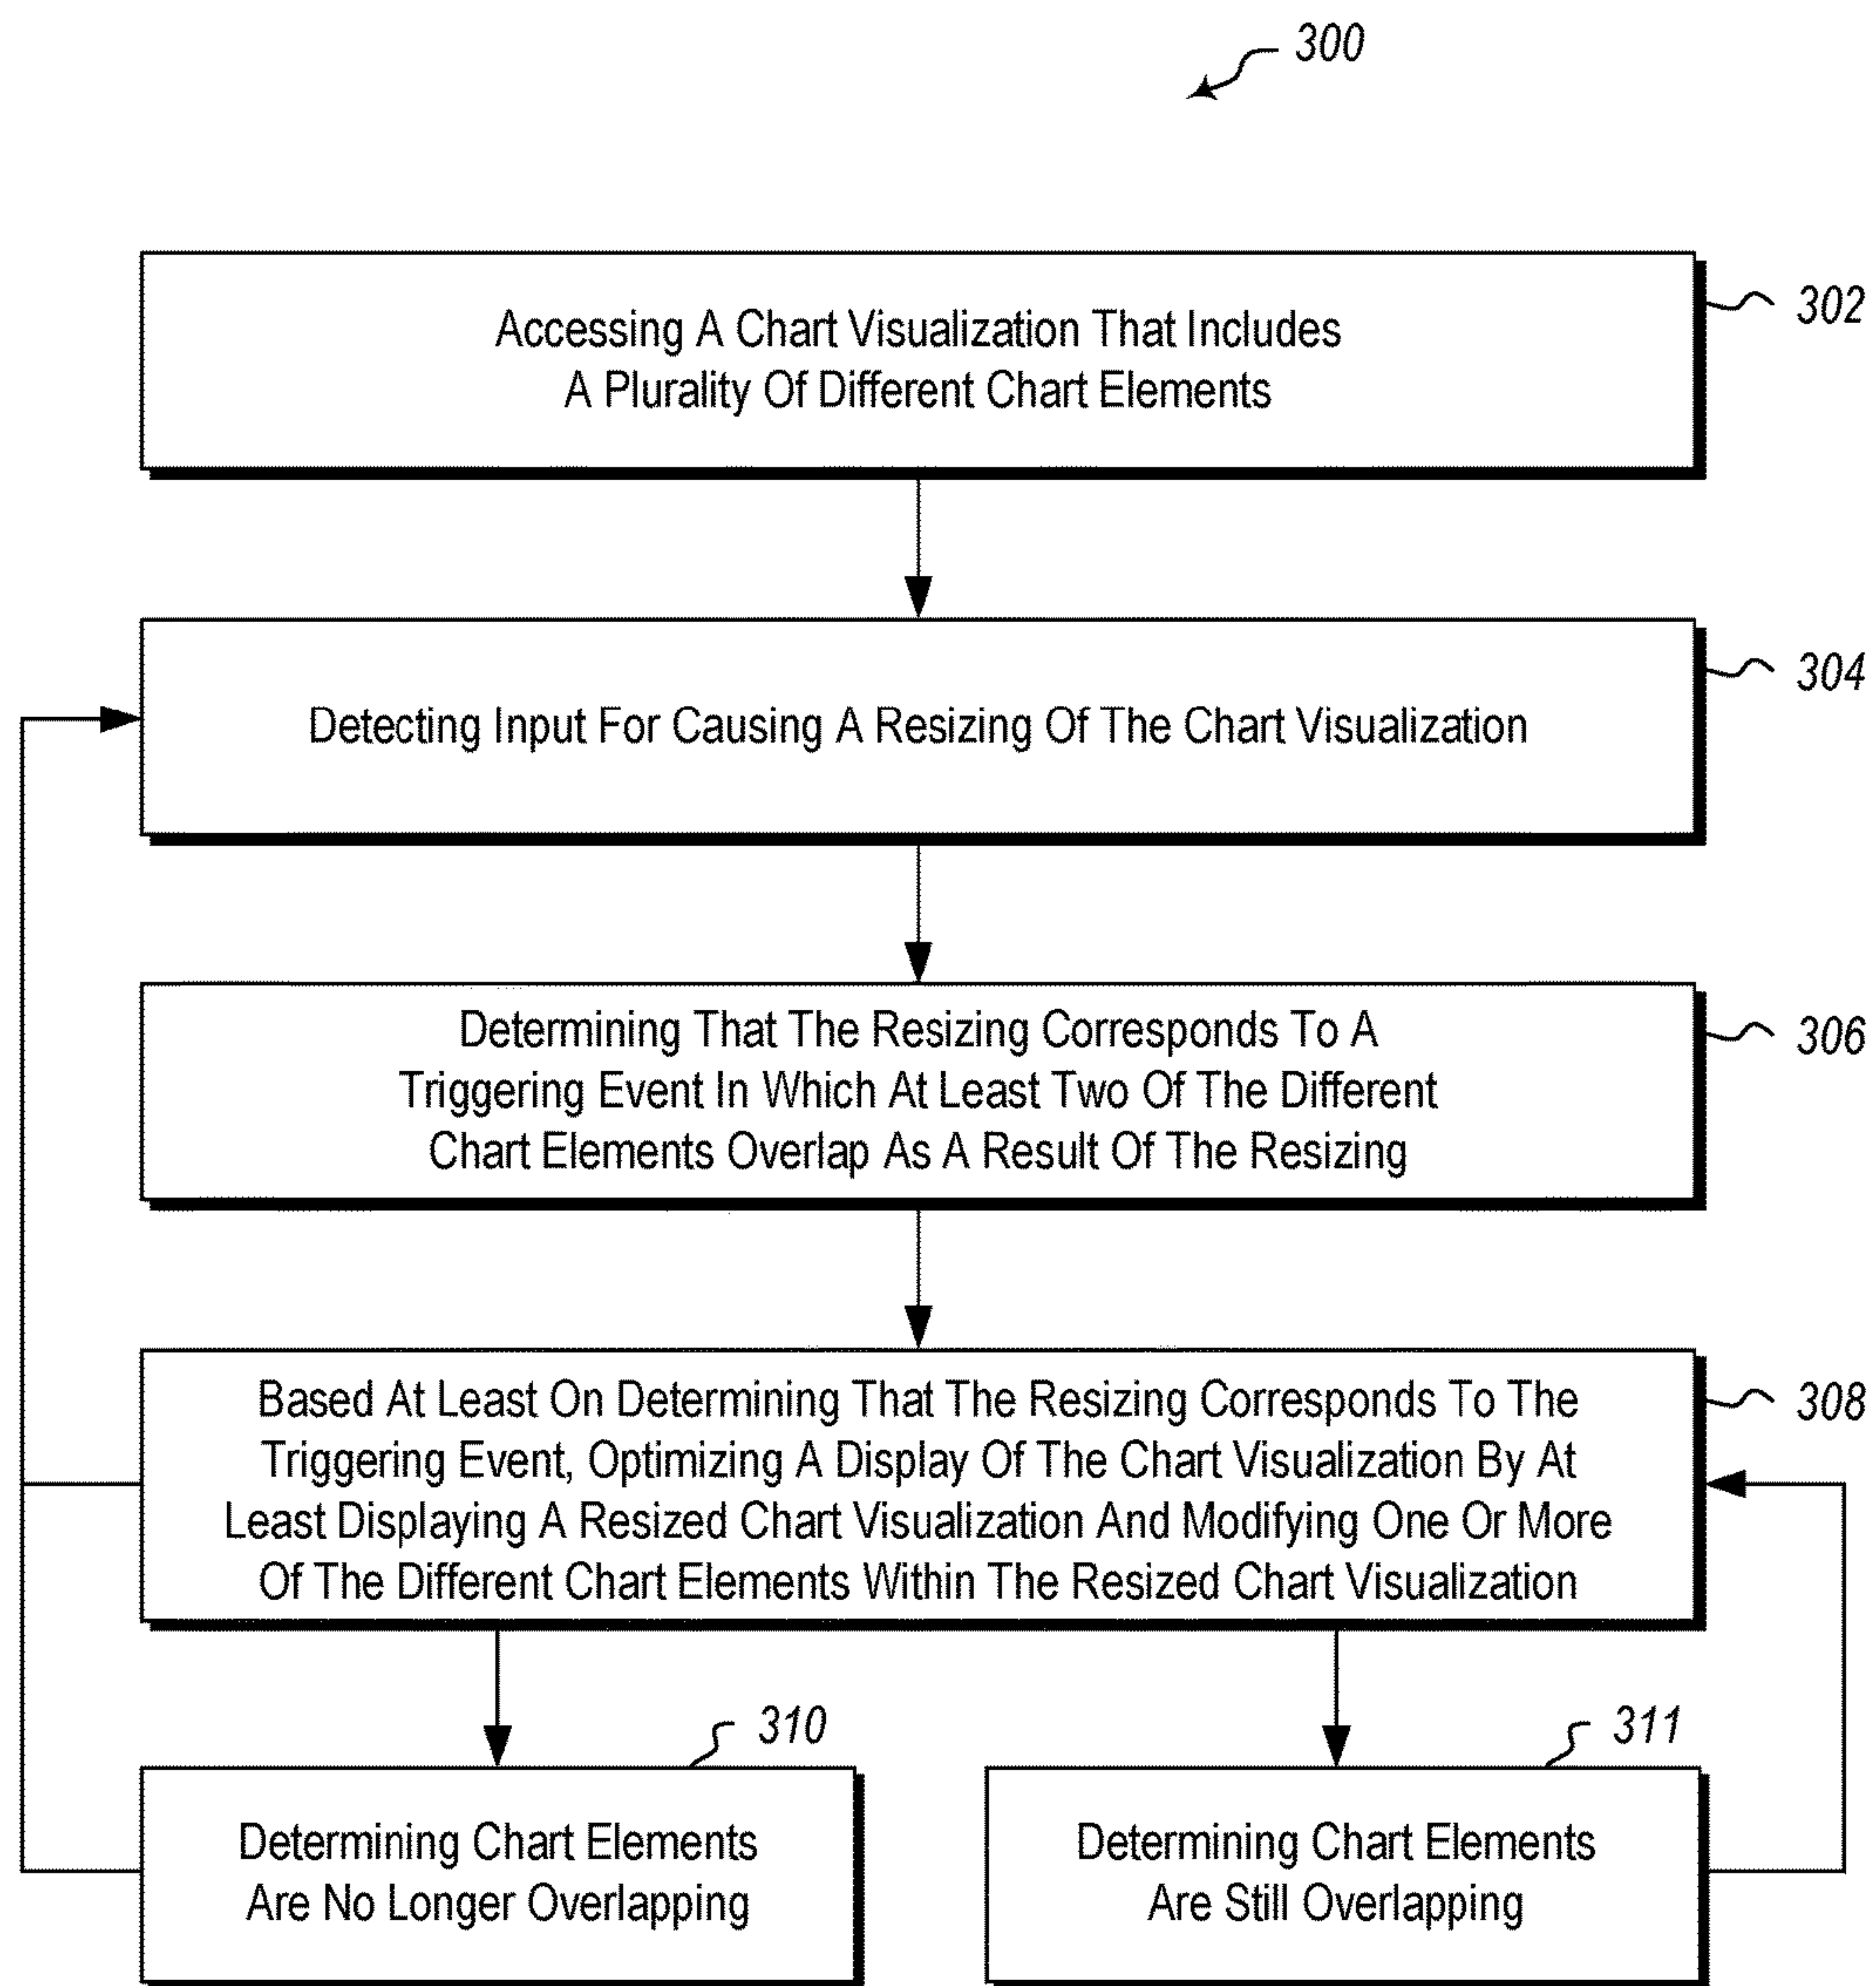 300
Accessing A Chart Visualization That Includes
A Plurality Of Different Chart Elements
302
Detecting Input For Causing A Resizing Of The Chart Visualization
304
Determining That The Resizing Corresponds To A
Triggering Event In Which At Least Two Of The Different
Chart Elements Overlap As A Result Of The Resizing
306
Based At Least On Determining That The Resizing Corresponds To The
Triggering Event, Optimizing A Display Of The Chart Visualization By At
Least Displaying A Resized Chart Visualization And Modifying One Or More
Of The Different Chart Elements Within The Resized Chart Visualization
308
310
Determining Chart Elements
Are No Longer Overlapping
311
Determining Chart Elements
Are Still Overlapping